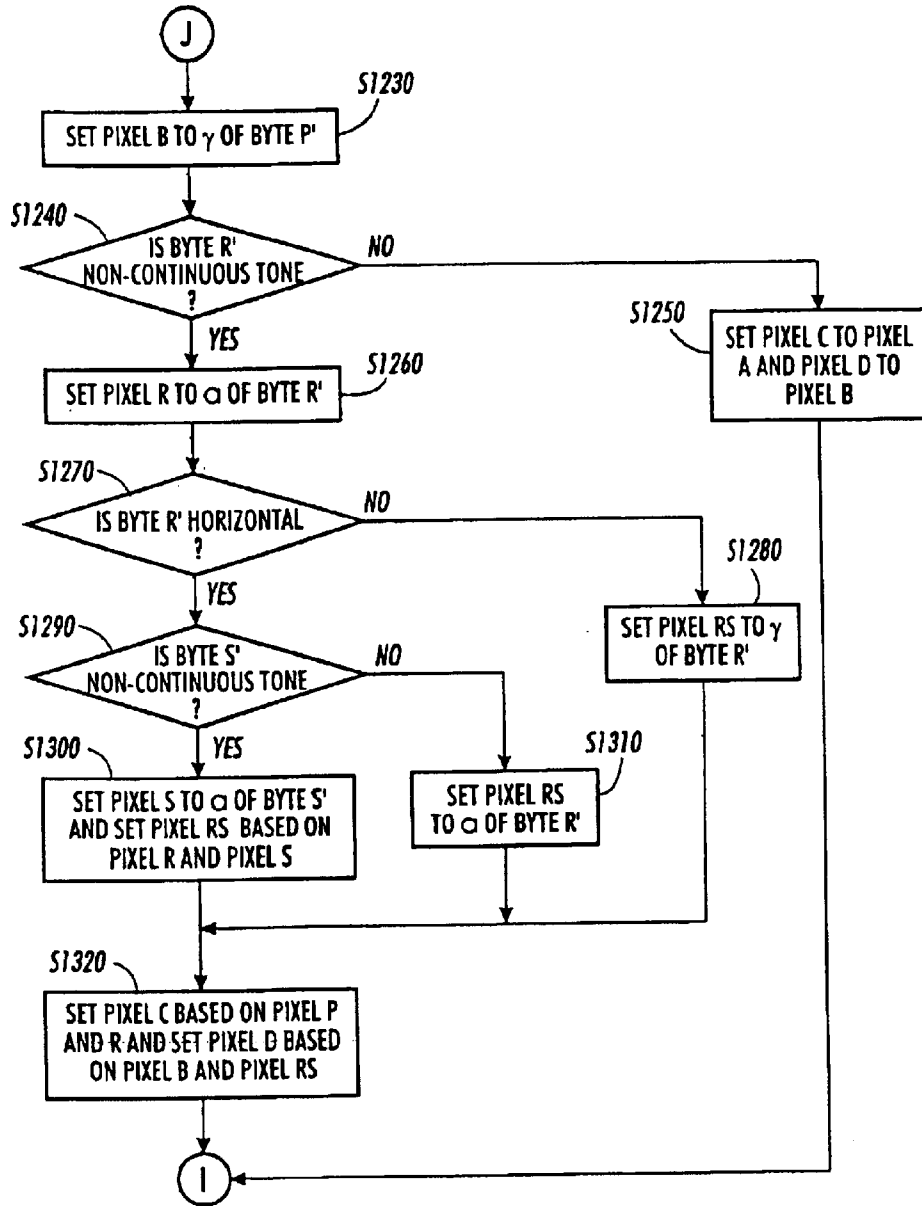 J
S1230
SET PIXEL B TO γ OF BYTE P'
S1240
IS BYTE R'
NON-CONTINUOUS TONE
?
NO
YES
S1250
SET PIXEL C TO PIXEL
A AND PIXEL D TO
PIXEL B
S1260
SET PIXEL R TO α OF BYTE R'
S1270
IS BYTE R' HORIZONTAL
?
NO
YES
S1280
SET PIXEL RS TO γ
OF BYTE R'
S1290
IS BYTE S'
NON-CONTINUOUS TONE
?
NO
YES
S1300
SET PIXEL S TO α OF BYTE S'
AND SET PIXEL RS BASED ON
PIXEL R AND PIXEL S
S1310
SET PIXEL RS
TO α OF BYTE R'
S1320
SET PIXEL C BASED ON PIXEL P
AND R AND SET PIXEL D BASED
ON PIXEL B AND PIXEL RS
I